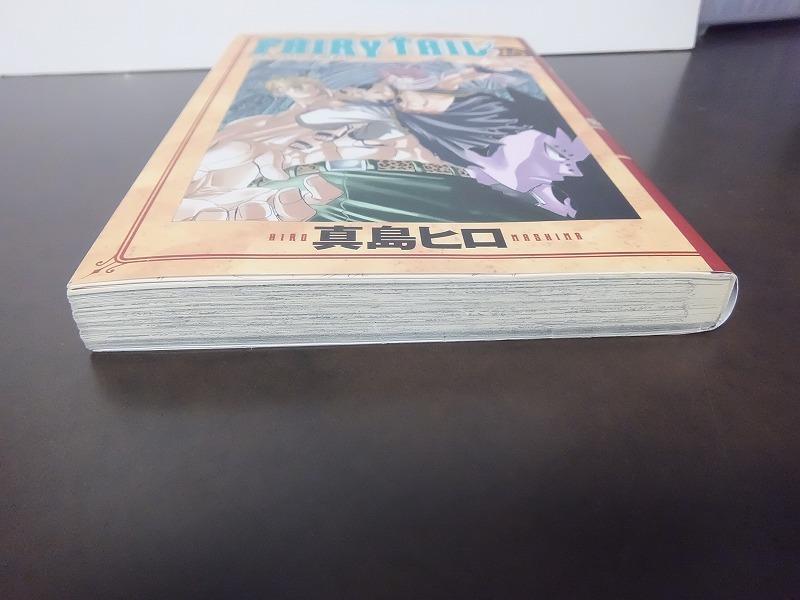 FAIRY TAIL
HIRO 真島ヒロ MASHIMA